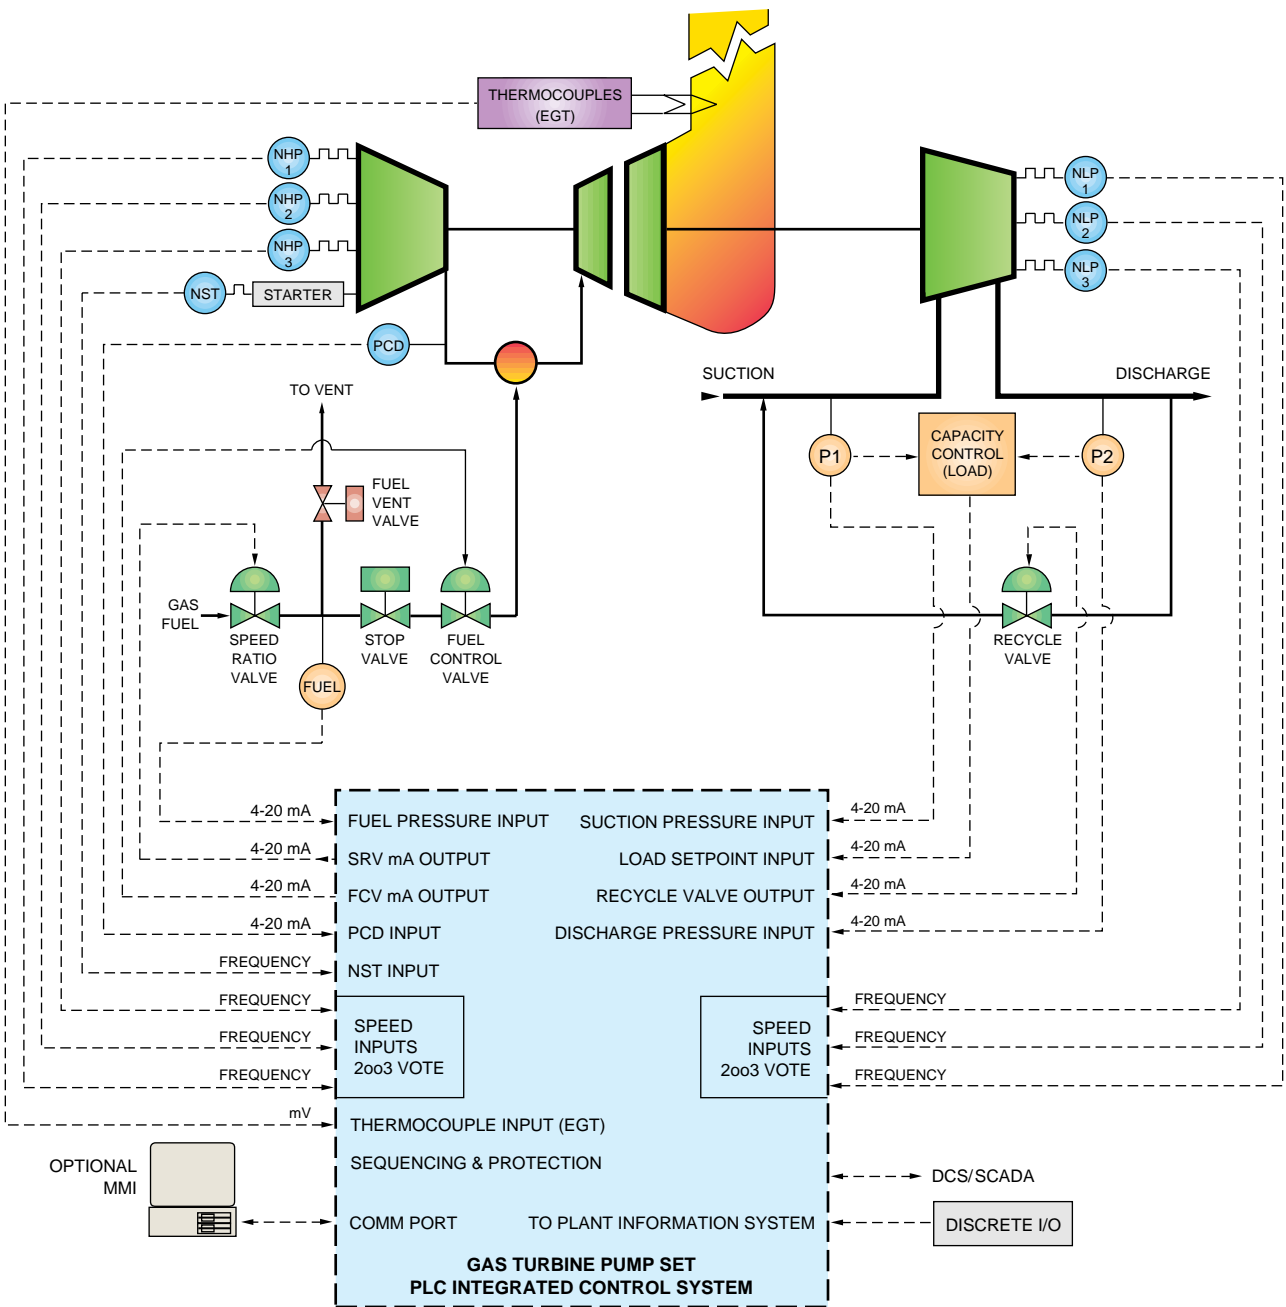 THERMOCOUPLES
(EGT)
NHP
1
NHP
2
NHP
3
NST
STARTER
PCD
NLP
1
NLP
2
NLP
3
TO VENT
SUCTION
DISCHARGE
P1
CAPACITY
CONTROL
(LOAD)
P2
FUEL
VENT
VALVE
GAS
FUEL
SPEED
RATIO
VALVE
STOP
VALVE
FUEL
CONTROL
VALVE
RECYCLE
VALVE
FUEL
4-20 mA
FUEL PRESSURE INPUT
4-20 mA
SRV mA OUTPUT
4-20 mA
FCV mA OUTPUT
4-20 mA
PCD INPUT
FREQUENCY
NST INPUT
FREQUENCY
FREQUENCY
FREQUENCY
SPEED
INPUTS
2oo3 VOTE
mV
THERMOCOUPLE INPUT (EGT)
SEQUENCING & PROTECTION
OPTIONAL
MMI
COMM PORT
SUCTION PRESSURE INPUT
4-20 mA
LOAD SETPOINT INPUT
4-20 mA
RECYCLE VALVE OUTPUT
4-20 mA
DISCHARGE PRESSURE INPUT
4-20 mA
SPEED
INPUTS
2oo3 VOTE
FREQUENCY
FREQUENCY
FREQUENCY
DCS/SCADA
TO PLANT INFORMATION SYSTEM
DISCRETE I/O
GAS TURBINE PUMP SET
PLC INTEGRATED CONTROL SYSTEM